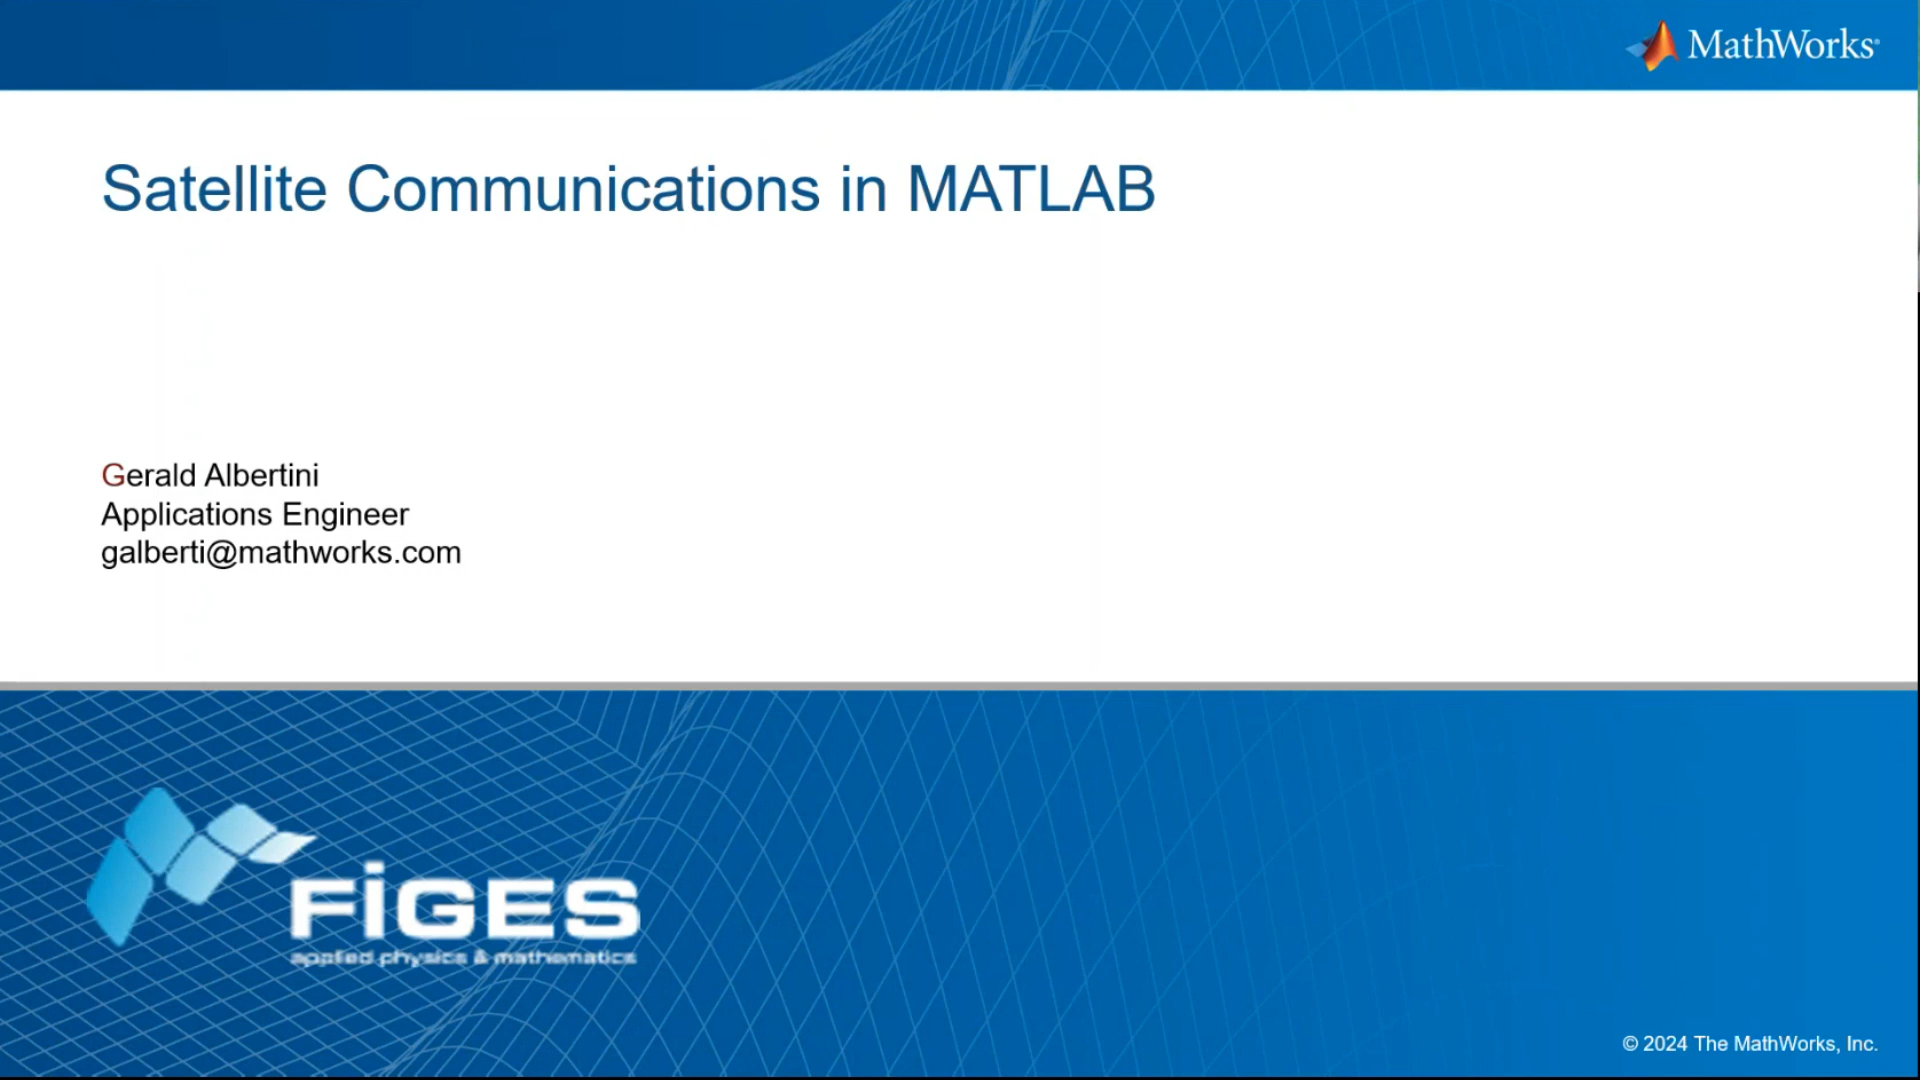 MathWorks®
Satellite Communications in MATLAB
Gerald Albertini
Applications Engineer
galberti@mathworks.com
FiGES
applied physics & mathematics
© 2024 The MathWorks, Inc.